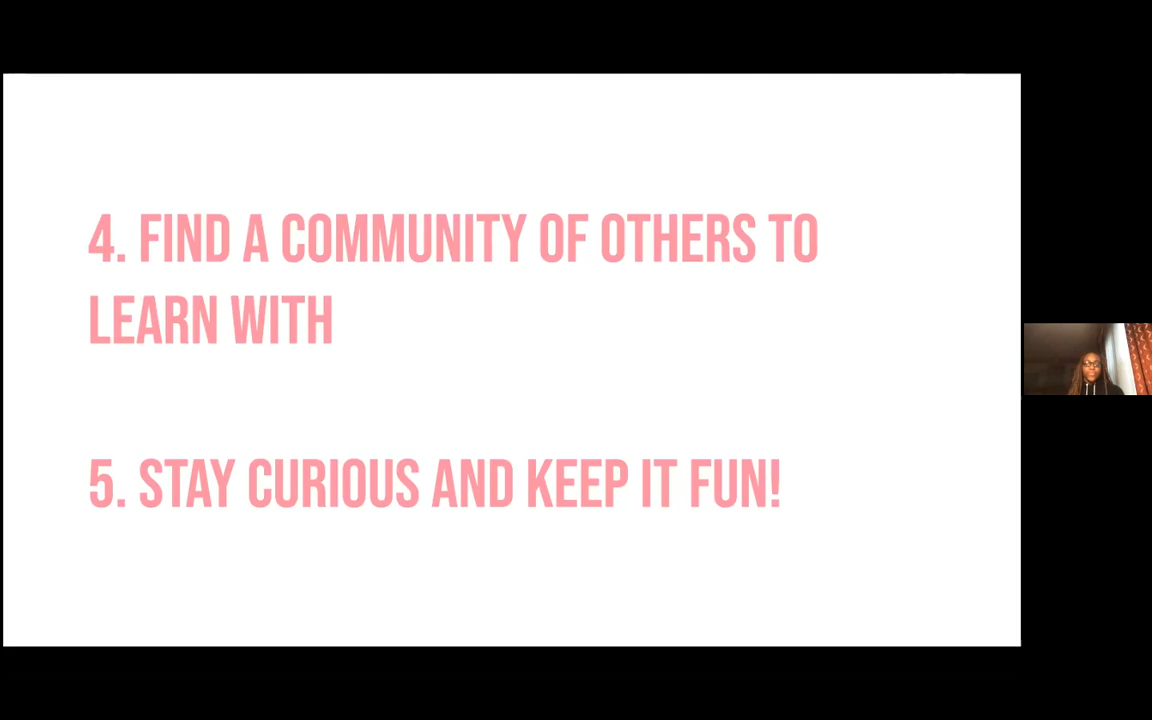 4. FIND A COMMUNITY OF OTHERS TO
LEARN WITH
5. STAY CURIOUS AND KEEP IT FUN!